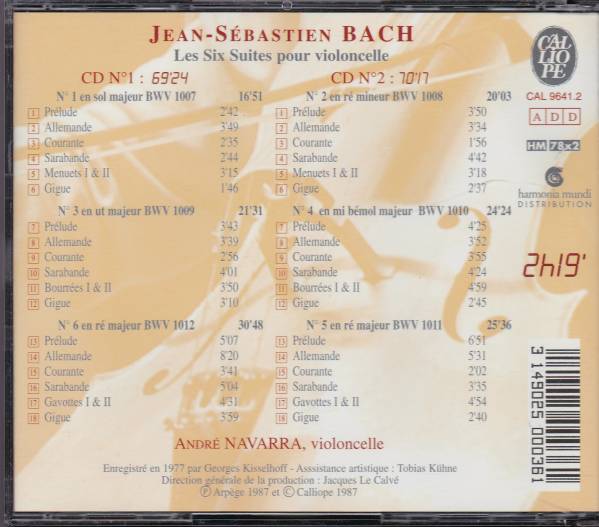 JEAN-SÉBASTIEN BACH
Les Six Suites pour violoncelle
CD N°1 : 69'24
N° 1 en sol majeur BWV 1007 16'51
1 Prélude 2'42
2 Allemande 3'49
3 Courante 2'35
4 Sarabande 2'44
5 Menuets I & II 3'15
6 Gigue 1'46
N° 3 en ut majeur BWV 1009 21'31
7 Prélude 3'43
8 Allemande 3'39
9 Courante 2'56
10 Sarabande 4'01
11 Bourrées I & II 3'50
12 Gigue 3'10
N° 6 en ré majeur BWV 1012 30'48
13 Prélude 5'07
14 Allemande 8'20
15 Courante 3'41
16 Sarabande 5'04
17 Gavottes I & II 4'31
18 Gigue 3'59
CD N°2 : 70'17
N° 2 en ré mineur BWV 1008 20'03
1 Prélude 3'50
2 Allemande 3'34
3 Courante 1'56
4 Sarabande 4'42
5 Menuets I & II 3'18
6 Gigue 2'37
N° 4 en mi bémol majeur BWV 1010 24'24
7 Prélude 4'25
8 Allemande 3'52
9 Courante 3'55
10 Sarabande 4'24
11 Bourrées I & II 4'59
12 Gigue 2'45
N° 5 en ré majeur BWV 1011 25'36
13 Prélude 6'51
14 Allemande 5'31
15 Courante 2'02
16 Sarabande 3'35
17 Gavottes I & II 4'54
18 Gigue 2'40
ANDRÉ NAVARRA, violoncelle
Enregistré en 1977 par Georges Kisselhoff - Asssistance artistique : Tobias Kühne
Direction générale de la production : Jacques Le Calvé
Ⓟ Arpège 1987 et © Calliope 1987
CAL
LIO
PE
CAL 9641.2
A D D
HM 78x2
harmonia mundi
DISTRIBUTION
2h19'
3 149025 000361